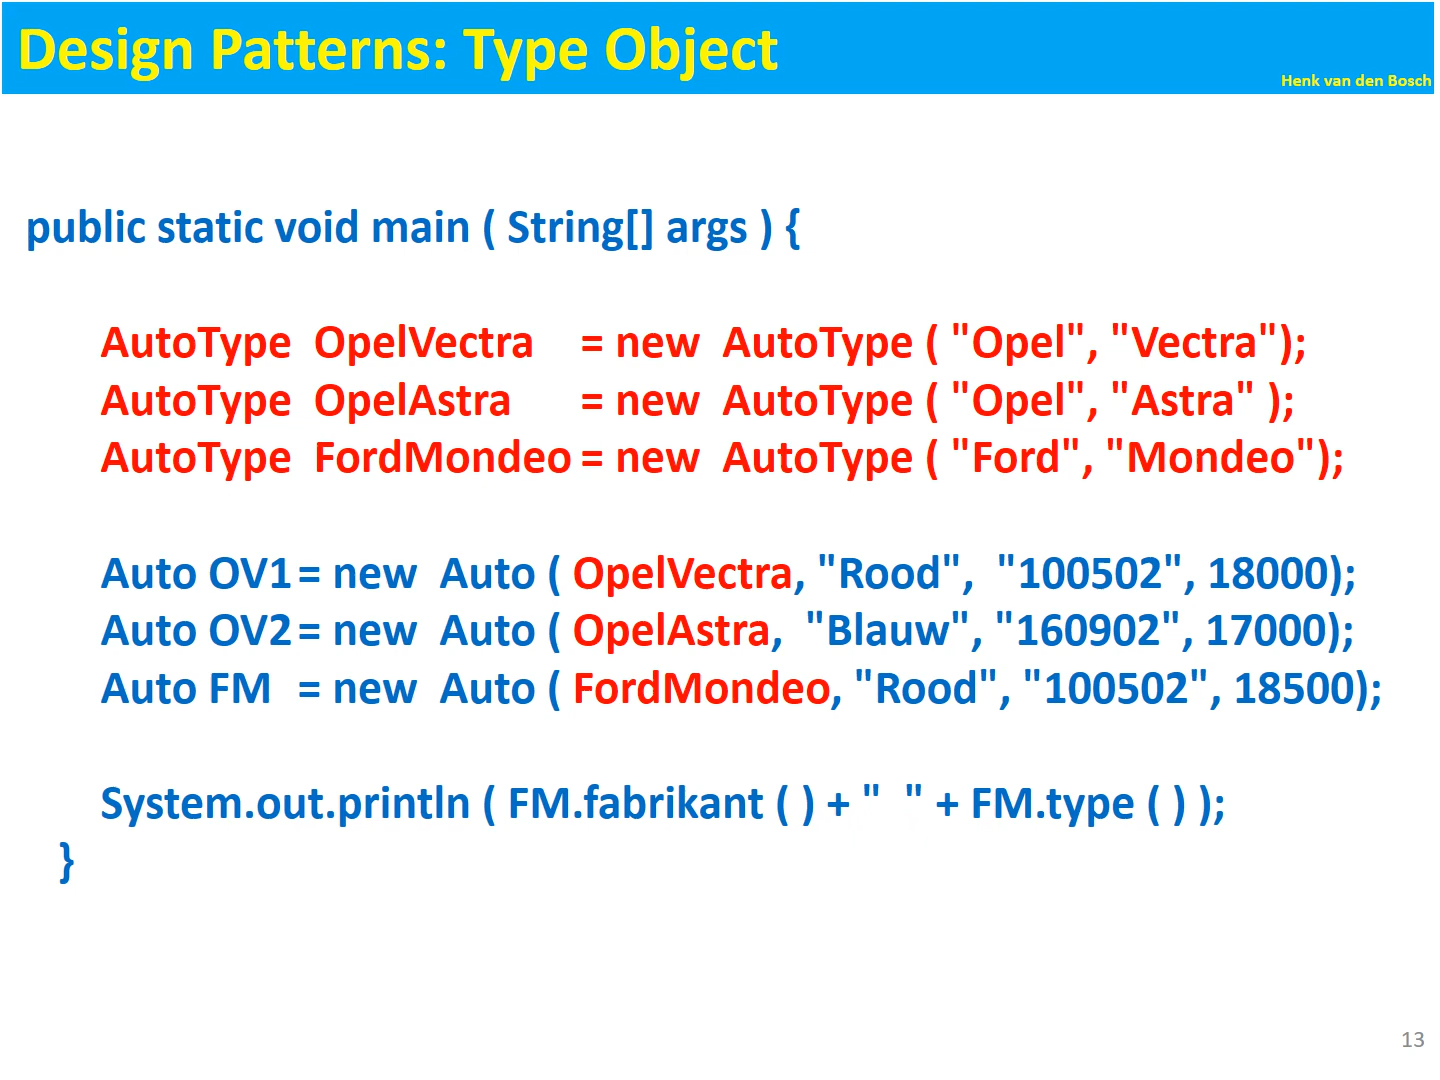 Design Patterns: Type Object
Henk van den Bosch
public static void main ( String[] args ) {
AutoType  OpelVectra    = new  AutoType ( "Opel", "Vectra");
AutoType  OpelAstra      = new  AutoType ( "Opel", "Astra" );
AutoType  FordMondeo = new  AutoType ( "Ford", "Mondeo");
Auto OV1 = new  Auto ( OpelVectra, "Rood",  "100502", 18000);
Auto OV2 = new  Auto ( OpelAstra,  "Blauw", "160902", 17000);
Auto FM  = new  Auto ( FordMondeo, "Rood", "100502", 18500);
System.out.println ( FM.fabrikant ( ) + "  " + FM.type ( ) );
}
13